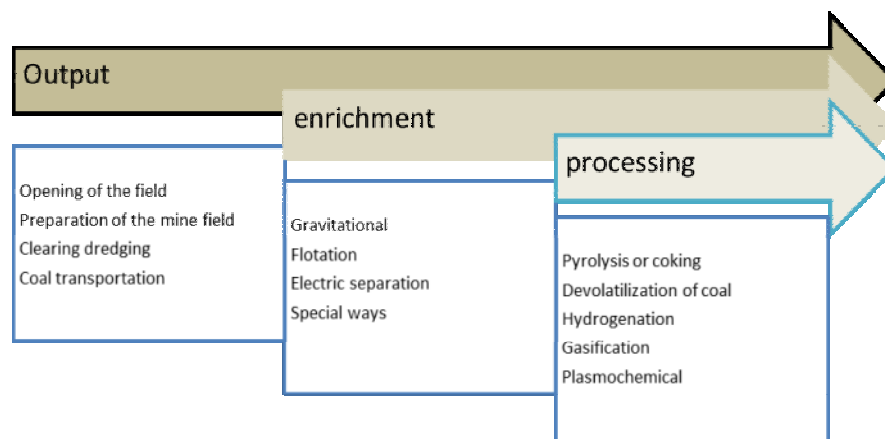 Output
enrichment
processing
Opening of the field
Preparation of the mine field
Clearing dredging
Coal transportation
Gravitational
Flotation
Electric separation
Special ways
Pyrolysis or coking
Devolatilization of coal
Hydrogenation
Gasification
Plasmochemical